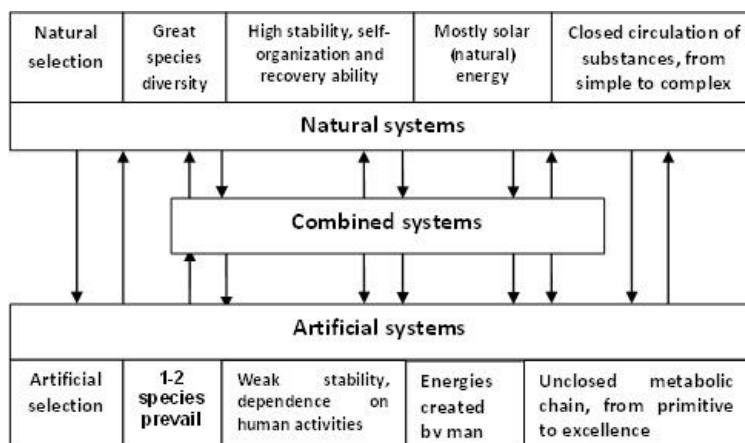 Natural
selection
Great
species
diversity
High stability, self-
organization and
recovery ability
Mostly solar
(natural)
energy
Closed circulation of
substances, from
simple to complex
Natural systems
Combined systems
Artificial systems
Artificial
selection
1-2
species
prevail
Weak stability,
dependence on
human activities
Energies
created
by man
Unclosed metabolic
chain, from primitive
to excellence